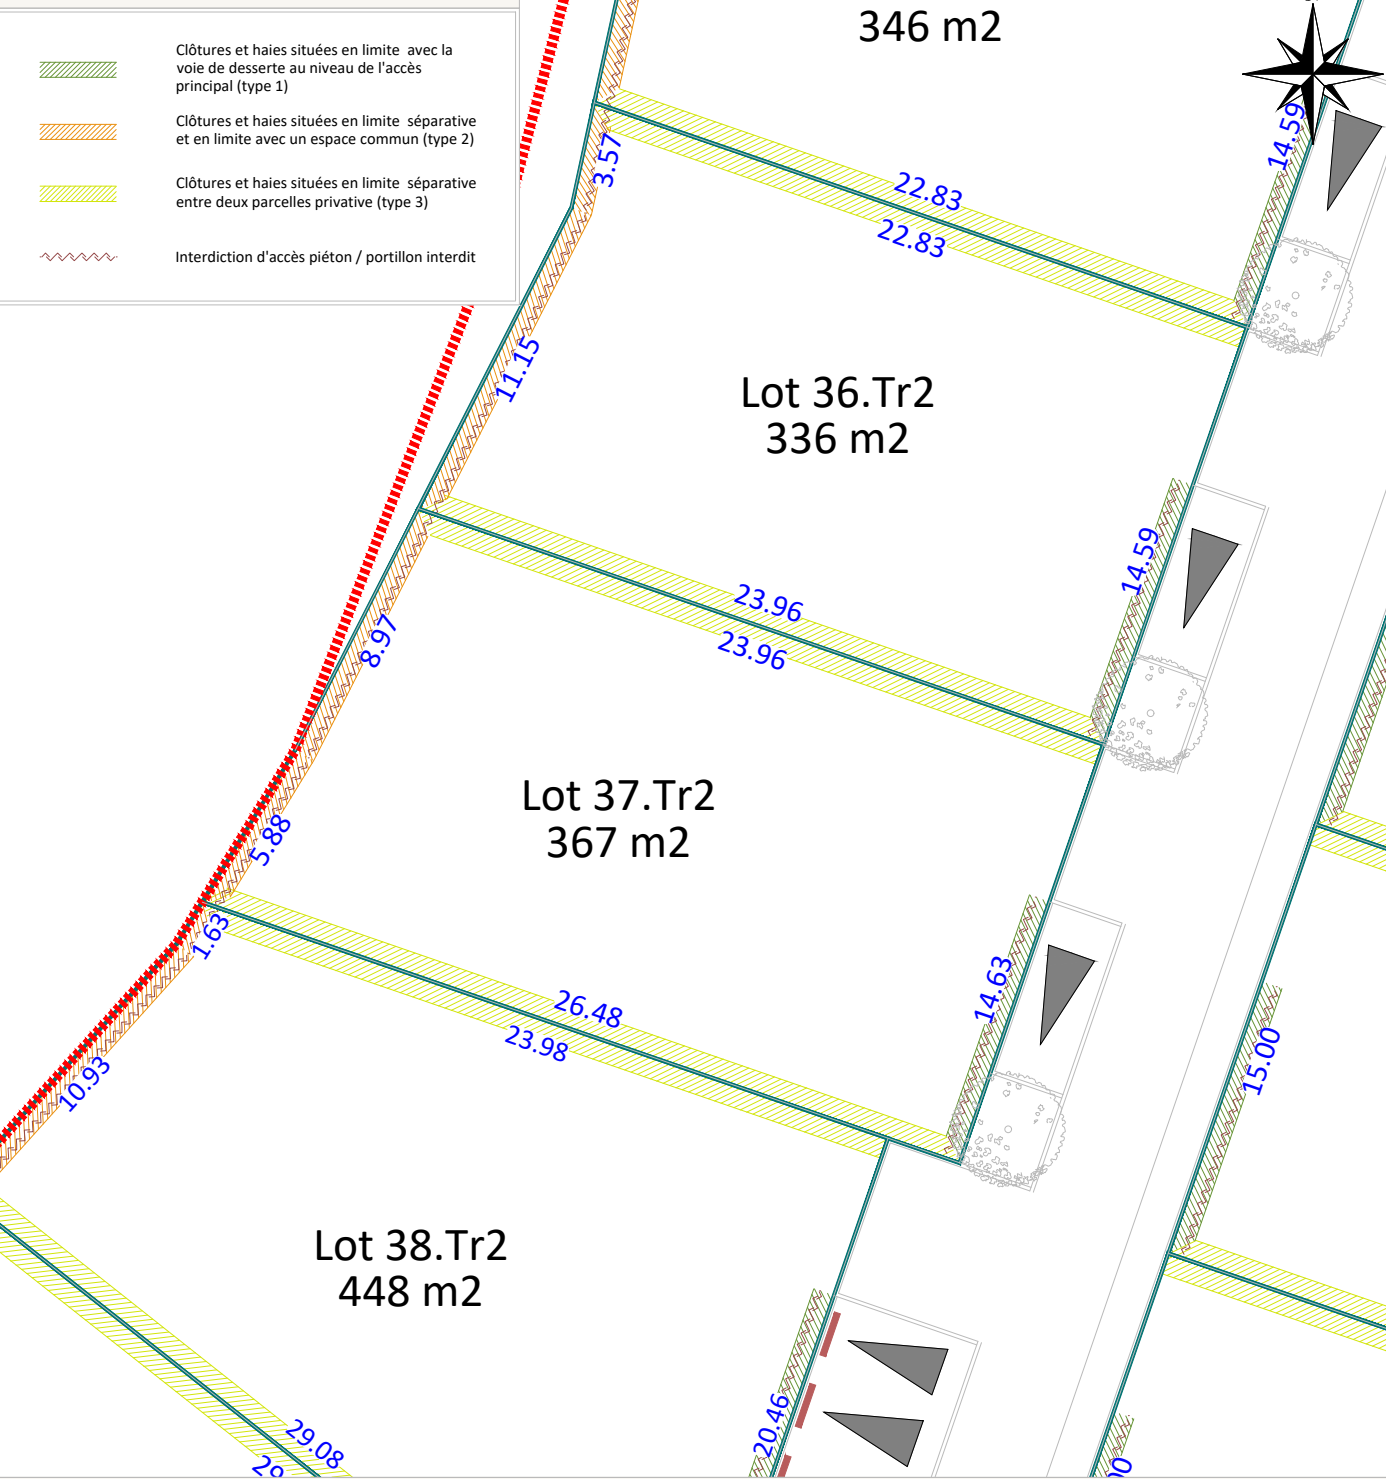 Clôtures et haies situées en limite avec la
voie de desserte au niveau de l'accès
principal (type 1)
Clôtures et haies situées en limite séparative
et en limite avec un espace commun (type 2)
Clôtures et haies situées en limite séparative
entre deux parcelles privative (type 3)
Interdiction d'accès piéton / portillon interdit
346 m2
14.59
3.57
22.83
22.83
11.15
Lot 36.Tr2
336 m2
14.59
23.96
23.96
8.97
Lot 37.Tr2
367 m2
5.88
1.63
14.63
26.48
23.98
15.00
10.93
Lot 38.Tr2
448 m2
20.46
29.08